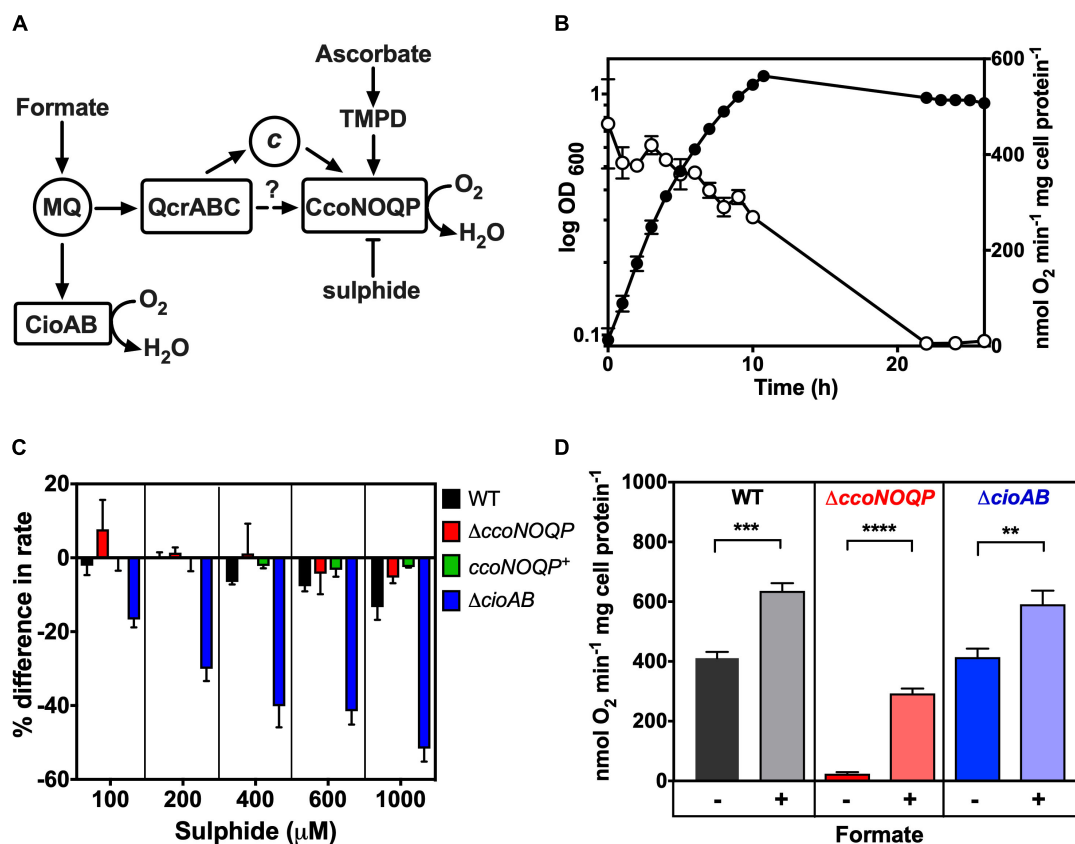 A
Ascorbate
Formate
TMPD
c
?
MQ
QcrABC
CcoNOQP
O2
H2O
sulphide
CioAB
O2
H2O
B
log OD 600
1
0.1
0 10 20
Time (h)
600
400
200
0
nmol O2 min-1 mg cell protein-1
C
% difference in rate
20
0
-20
-40
-60
100 200 400 600 1000
Sulphide (µM)
WT
ΔccoNOQP
ccoNOQP+
ΔcioAB
D
nmol O2 min-1 mg cell protein-1
1000
800
600
400
200
0
WT ΔccoNOQP ΔcioAB
*** **** **
- + - + - +
Formate